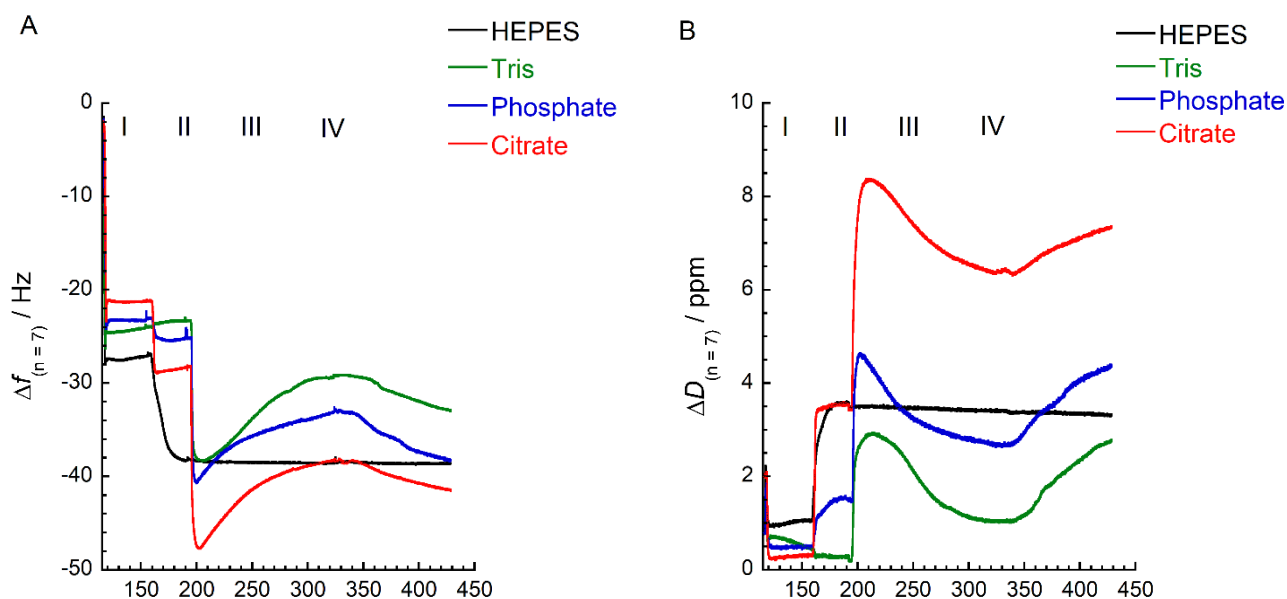 A
HEPES
Tris
Phosphate
Citrate
I II III IV
0
-10
-20
-30
-40
-50
Δf(n = 7) / Hz
150 200 250 300 350 400 450
B
HEPES
Tris
Phosphate
Citrate
I II III IV
10
8
6
4
2
0
ΔD(n = 7) / ppm
150 200 250 300 350 400 450